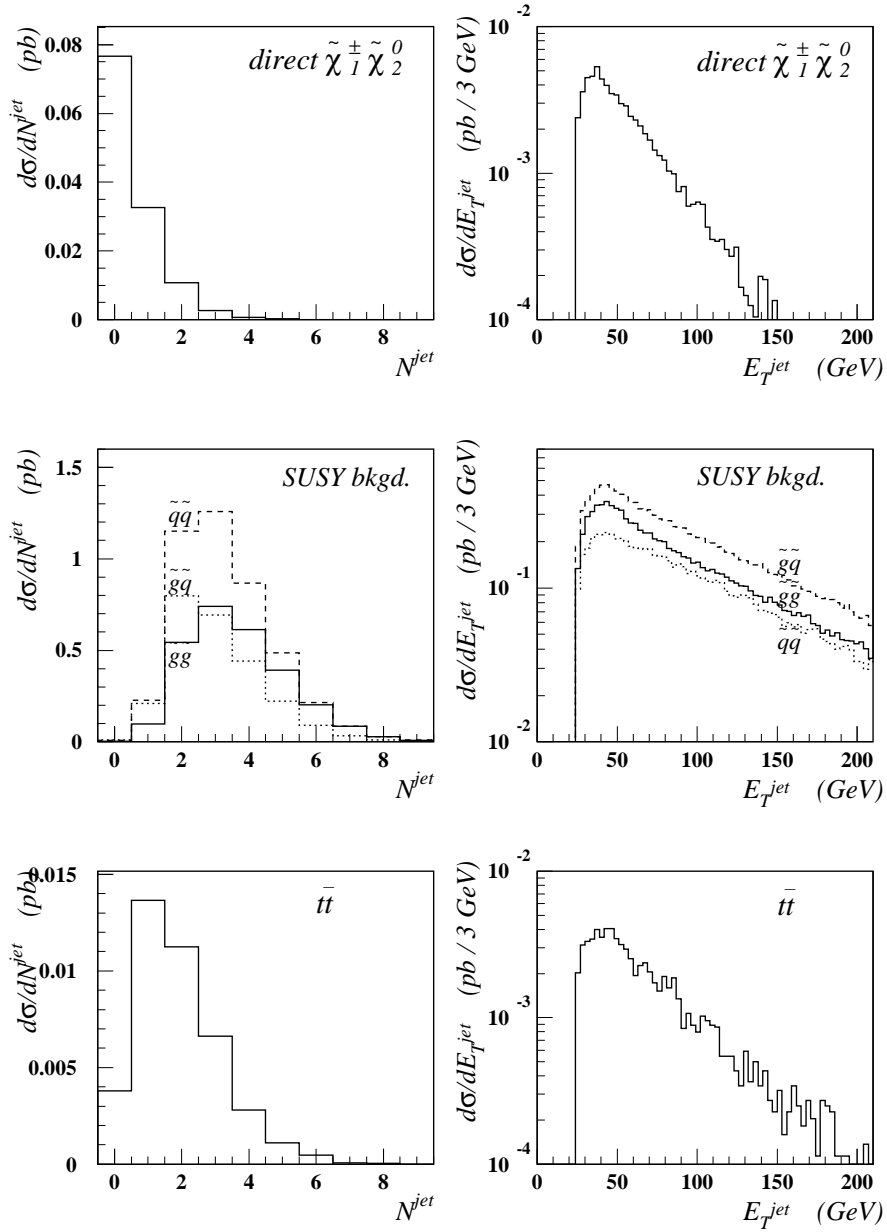 direct χ̃₁± χ̃₂⁰
dσ/dN^jet (pb)
0.08
0.06
0.04
0.02
0
0 2 4 6 8
N^jet
direct χ̃₁± χ̃₂⁰
dσ/dE_T^jet (pb / 3 GeV)
10^-2
10^-3
10^-4
0 50 100 150 200
E_T^jet (GeV)
SUSY bkgd.
dσ/dN^jet (pb)
1.5
1
0.5
0
q̃q̃
g̃q̃
gg
0 2 4 6 8
N^jet
SUSY bkgd.
dσ/dE_T^jet (pb / 3 GeV)
10^-1
10^-2
g̃q̃
g̃g̃
q̃q̃
0 50 100 150 200
E_T^jet (GeV)
tt̄
dσ/dN^jet (pb)
0.015
0.01
0.005
0
0 2 4 6 8
N^jet
tt̄
dσ/dE_T^jet (pb / 3 GeV)
10^-2
10^-3
10^-4
0 50 100 150 200
E_T^jet (GeV)